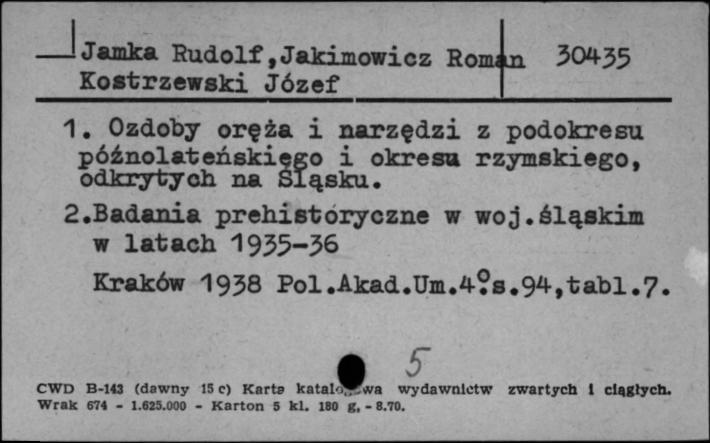 Jamka Rudolf,Jakimowicz Roman 30435
Kostrzewski Józef
1. Ozdoby oręża i narzędzi z podokresu
późnolateńskiego i okresu rzymskiego,
odkrytych na Śląsku.
2.Badania prehistoryczne w woj.śląskim
w latach 1935-36
Kraków 1938 Pol.Akad.Um.4º.s.94,tabl.7.
5
CWD B-143 (dawny 15 c) Karta wydawnictw zwartych i ciągłych.
Wrak 674 - 1.625.000 - Karton 5 kl. 180 g, - 8.70.